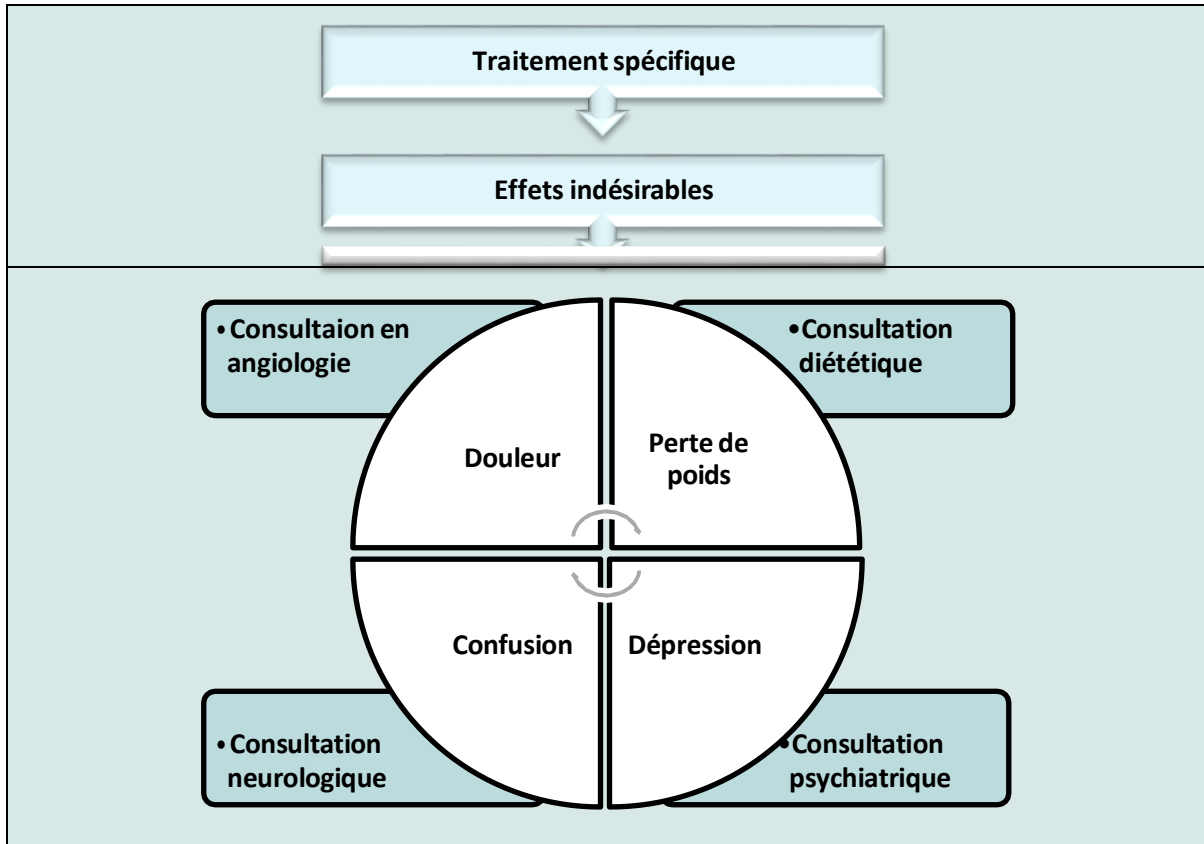 Traitement spécifique
Effets indésirables
• Consultaion en
angiologie
•Consultation
diététique
Douleur
Perte de
poids
Confusion
Dépression
• Consultation
neurologique
•Consultation
psychiatrique